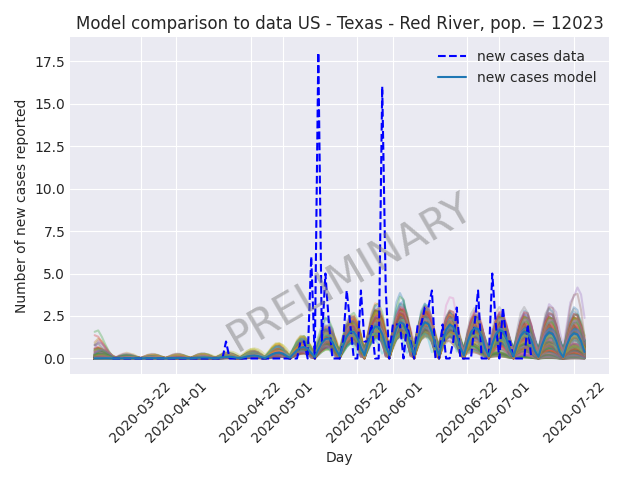 Model comparison to data US - Texas - Red River, pop. = 12023
new cases data
new cases model
17.5
15.0
12.5
10.0
7.5
5.0
2.5
0.0
Number of new cases reported
PRELIMINARY
2020-03-22
2020-04-01
2020-04-22
2020-05-01
2020-05-22
2020-06-01
2020-06-22
2020-07-01
2020-07-22
Day